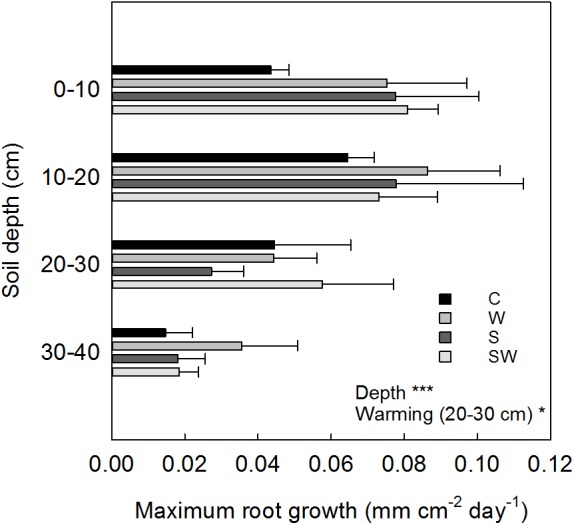 Soil depth (cm)
0-10
10-20
20-30
30-40
C
W
S
SW
Depth ***
Warming (20-30 cm) *
0.00 0.02 0.04 0.06 0.08 0.10 0.12
Maximum root growth (mm cm⁻² day⁻¹)